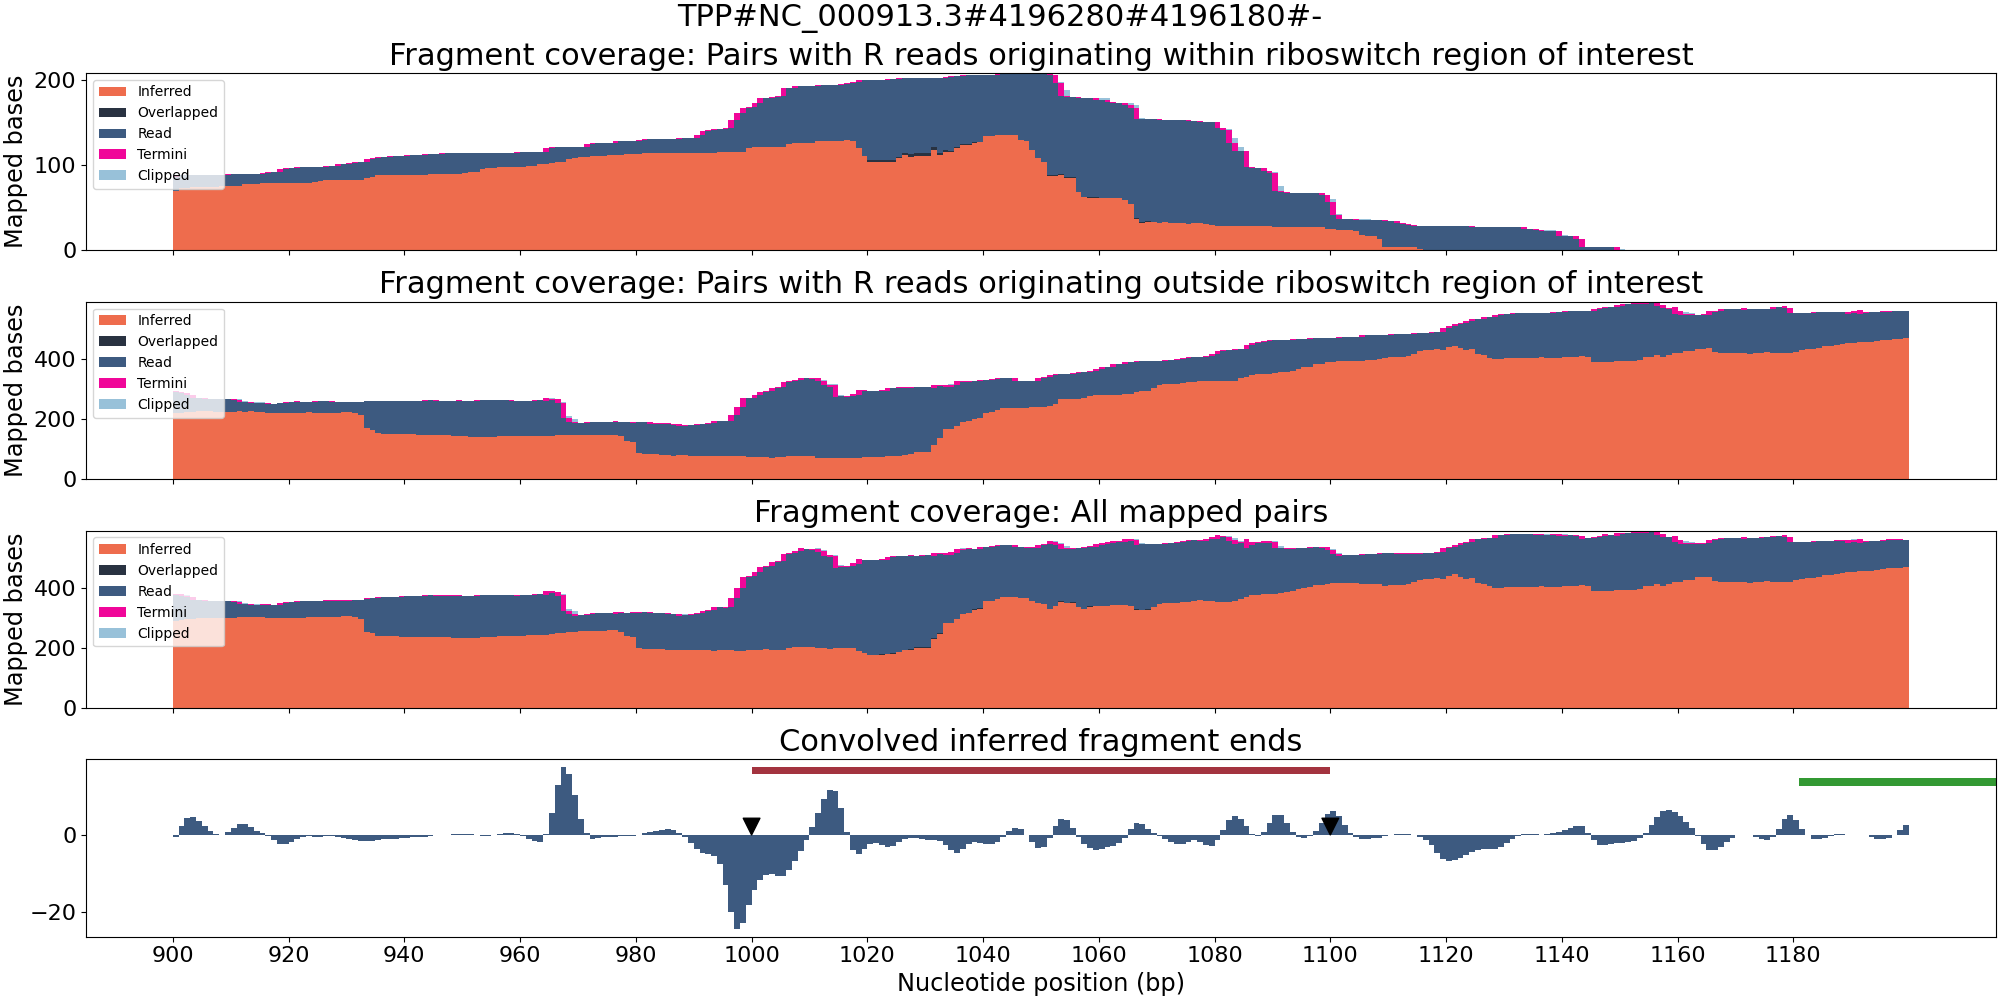 TPP#NC_000913.3#4196280#4196180#-
Fragment coverage: Pairs with R reads originating within riboswitch region of interest
Mapped bases
200
100
0
Inferred
Overlapped
Read
Termini
Clipped
Fragment coverage: Pairs with R reads originating outside riboswitch region of interest
Mapped bases
400
200
0
Inferred
Overlapped
Read
Termini
Clipped
Fragment coverage: All mapped pairs
Mapped bases
400
200
0
Inferred
Overlapped
Read
Termini
Clipped
Convolved inferred fragment ends
0
−20
900 920 940 960 980 1000 1020 1040 1060 1080 1100 1120 1140 1160 1180
Nucleotide position (bp)